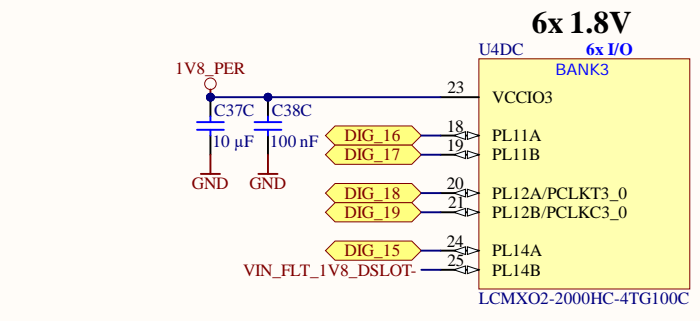 6x 1.8V
U4DC
6x I/O
BANK3
1V8_PER
23
VCCIO3
C37C
C38C
10 µF
100 nF
DIG_16
18
PL11A
DIG_17
19
PL11B
GND
GND
DIG_18
20
PL12A/PCLKT3_0
DIG_19
21
PL12B/PCLKC3_0
DIG_15
24
PL14A
VIN_FLT_1V8_DSLOT-
25
PL14B
LCMXO2-2000HC-4TG100C